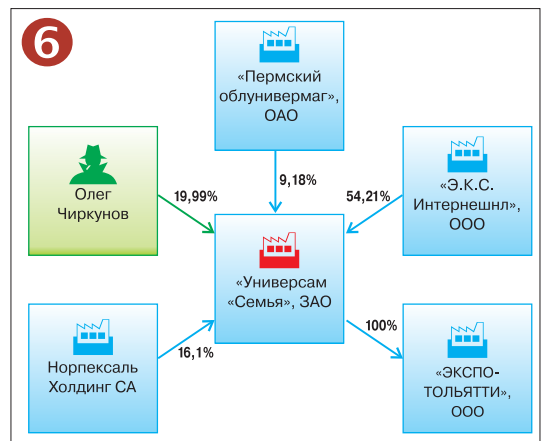 6
«Пермский
облунивермаг»,
ОАО
Олег
Чиркунов
19,99%
9,18%
54,21%
«Э.К.С.
Интернешнл»,
ООО
«Универсам
«Семья», ЗАО
Норпексаль
Холдинг СА
16,1%
100%
«ЭКСПО-
ТОЛЬЯТТИ»,
ООО